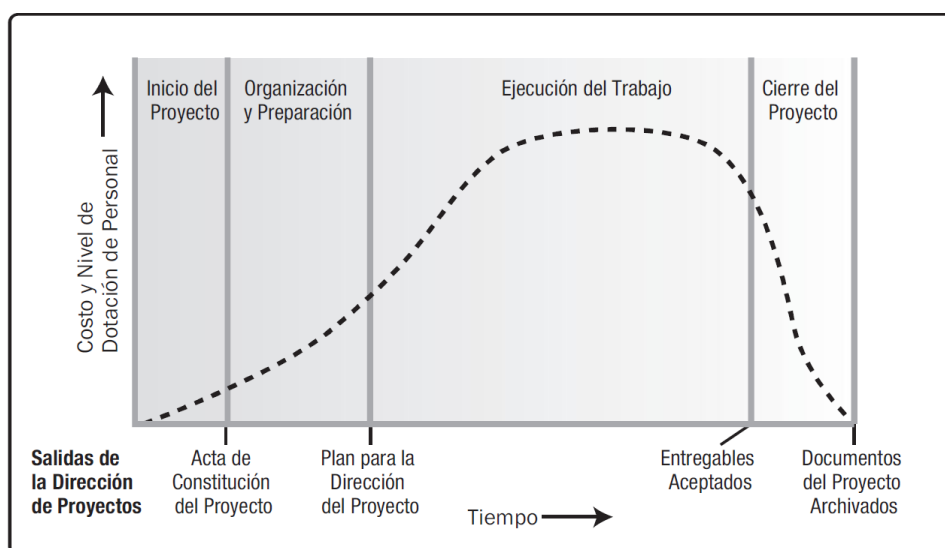 Inicio del
Proyecto
Organización
y Preparación
Ejecución del Trabajo
Cierre del
Proyecto
Costo y Nivel de
Dotación de Personal
Salidas de
la Dirección
de Proyectos
Acta de
Constitución
del Proyecto
Plan para la
Dirección
del Proyecto
Tiempo
Entregables
Aceptados
Documentos
del Proyecto
Archivados